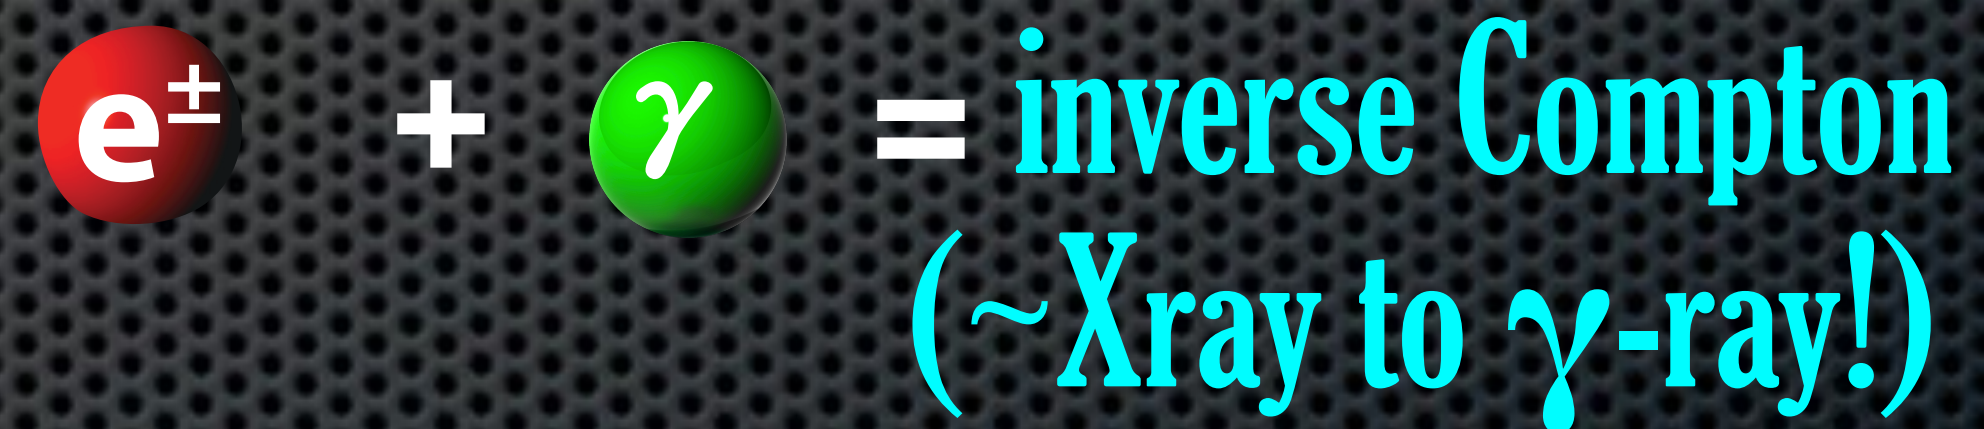 e± + γ = inverse Compton
(~Xray to γ-ray!)